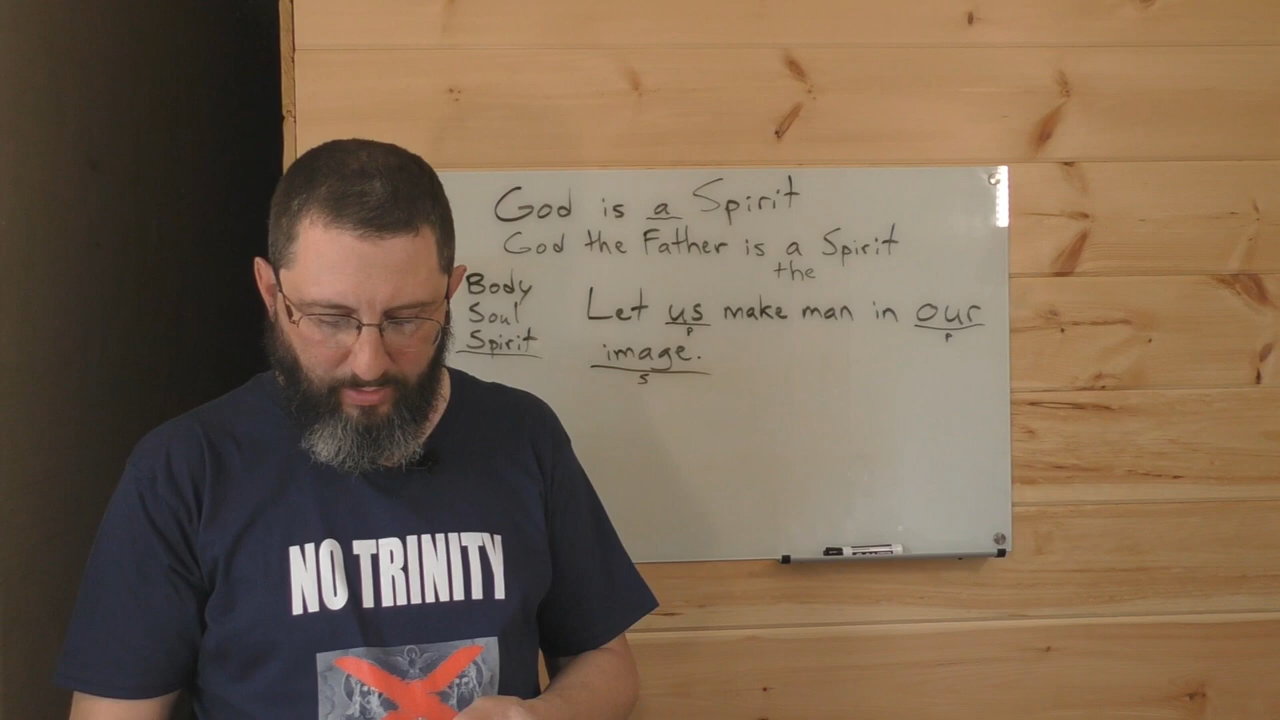 God is a Spirit
God the Father is a Spirit
the
Body
Soul
Spirit
Let us make man in our
p
p
image.
s
NO TRINITY